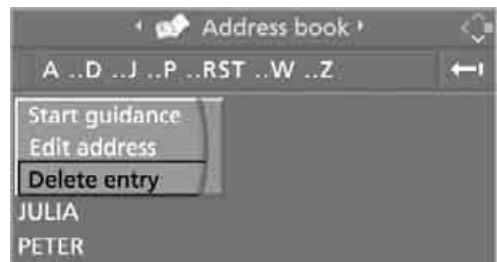 Address book
A ..D ..J ..P ..RST ..W ..Z
Start guidance
Edit address
Delete entry
JULIA
PETER